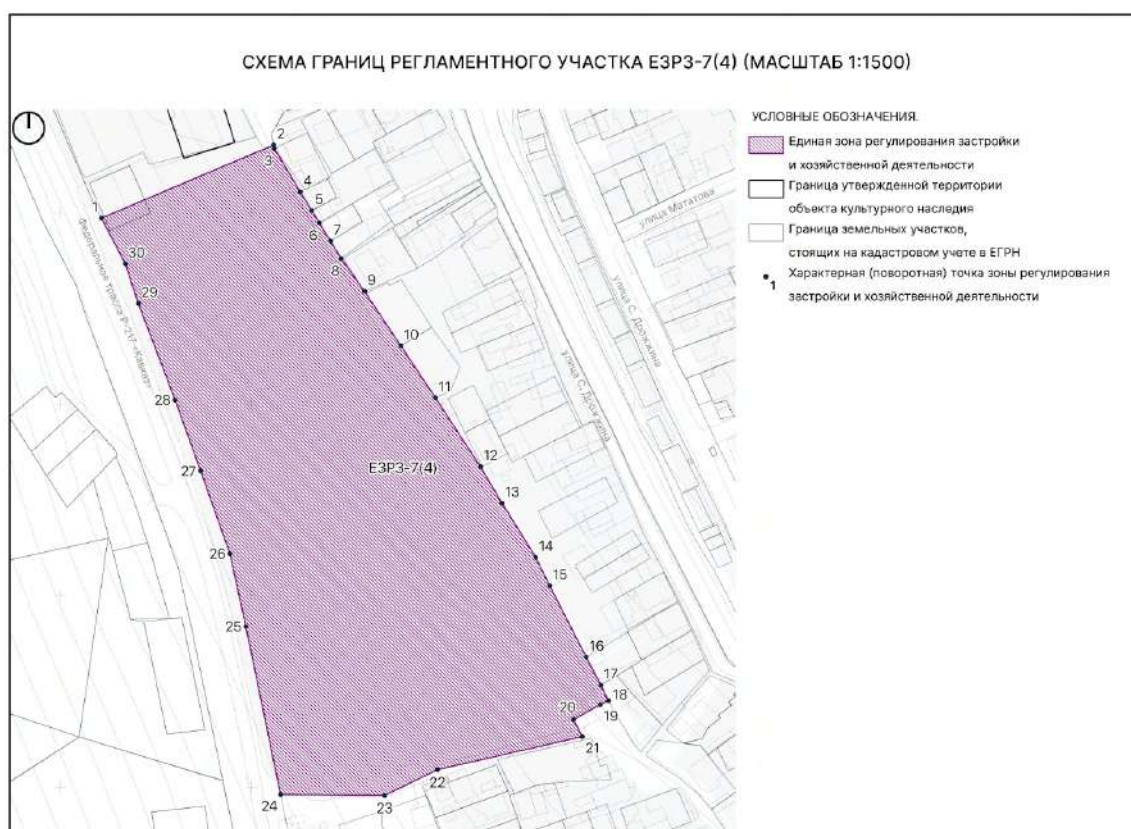 СХЕМА ГРАНИЦ РЕГЛАМЕНТНОГО УЧАСТКА ЕЗРЗ-7(4) (МАСШТАБ 1:1500)
УСЛОВНЫЕ ОБОЗНАЧЕНИЯ.
Единая зона регулирования застройки
и хозяйственной деятельности
Граница утвержденной территории
объекта культурного наследия
Граница земельных участков,
стоящих на кадастровом учете в ЕГРН
1
Характерная (поворотная) точка зоны регулирования
застройки и хозяйственной деятельности
2
3
4
5
1
6
7
улица Мататова
30
8
9
29
Федеральное трасса Р-217 «Кавказ»
улица С. Дрожжина
10
28
11
улица С. Дрожжина
27
ЕЗРЗ-7(4)
12
13
26
14
15
25
16
17
18
19
20
21
22
24
23